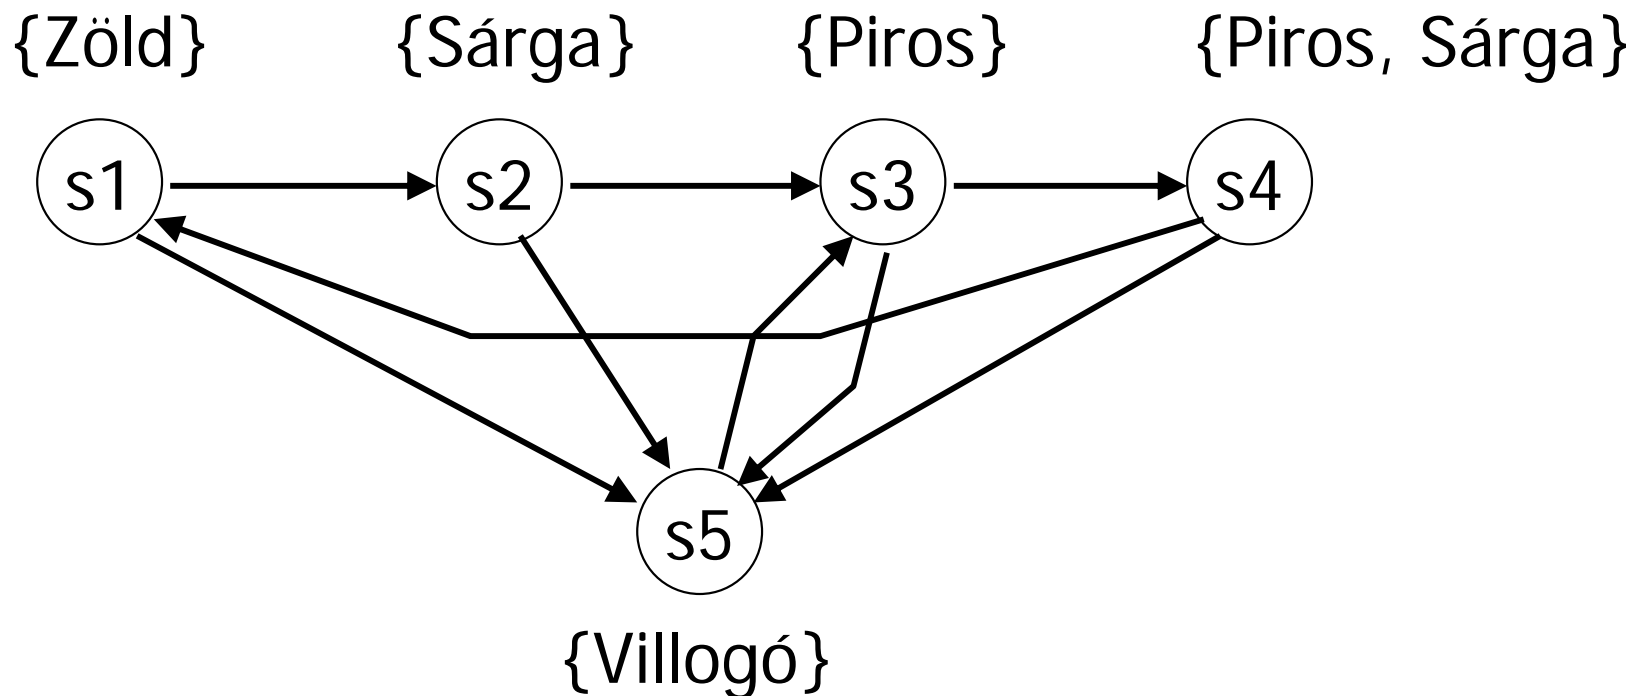 {Zöld} {Sárga} {Piros} {Piros, Sárga}
s1 s2 s3 s4
s5
{Villogó}